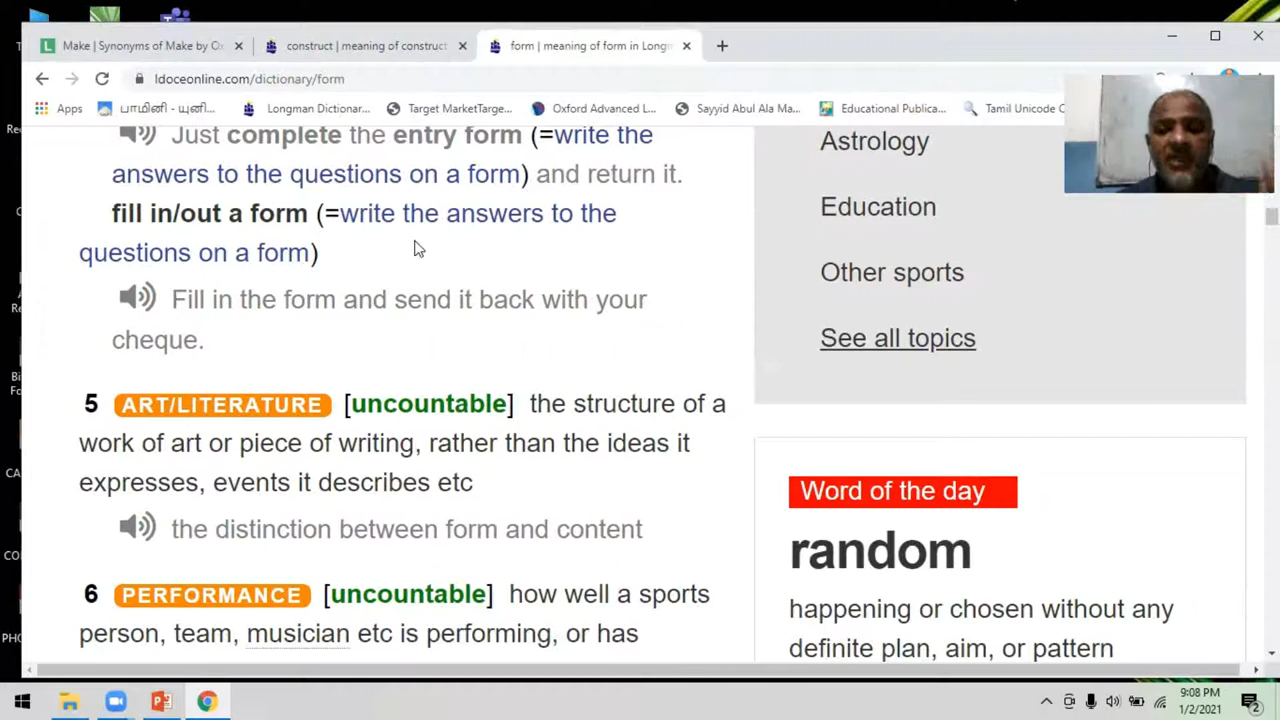 Make | Synonyms of Make by Ox
construct | meaning of construct
form | meaning of form in Longm
ldoceonline.com/dictionary/form
Apps
பாமினி - யுனி...
Longman Dictionar...
Target MarketTarge...
Oxford Advanced L...
Sayyid Abul Ala Ma...
Educational Publica...
Tamil Unicode C
Just complete the entry form (=write the
answers to the questions on a form) and return it.
fill in/out a form (=write the answers to the
questions on a form)
Fill in the form and send it back with your
cheque.
5 ART/LITERATURE [uncountable] the structure of a
work of art or piece of writing, rather than the ideas it
expresses, events it describes etc
the distinction between form and content
6 PERFORMANCE [uncountable] how well a sports
person, team, musician etc is performing, or has
Astrology
Education
Other sports
See all topics
Word of the day
random
happening or chosen without any
definite plan, aim, or pattern
9:08 PM
1/2/2021
2